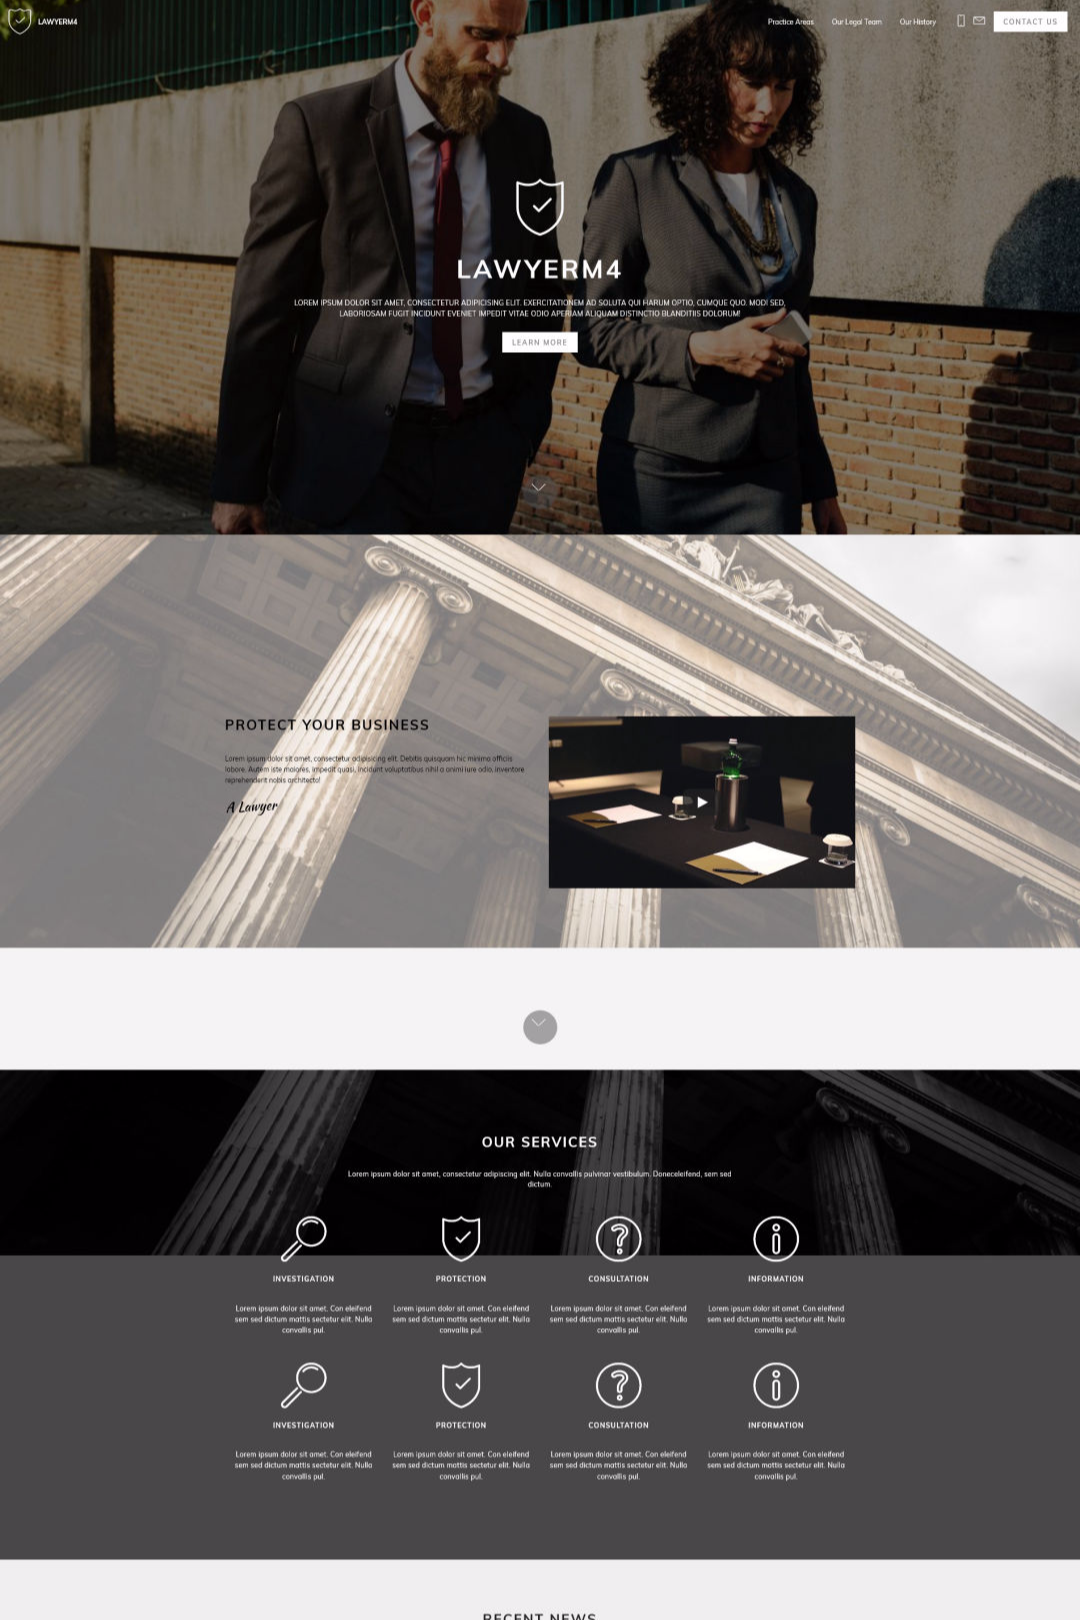 LAWYERM4
Practice Areas
Our Legal Team
Our History
CONTACT US
LAWYERM4
LOREM IPSUM DOLOR SIT AMET, CONSECTETUR ADIPICISING ELIT. EXERCITATIONEM AD SOLUTA QUI HARUM OPTIO, CUMQUE QUO. MODI SED,
LABORIOSAM FUGIT INCIDUNT EVENIET IMPEDIT VITAE ODIO APERIAM ALIQUAM DISTINCTIO BLANDITIIS DOLORUM!
LEARN MORE
PROTECT YOUR BUSINESS
Lorem ipsum dolor sit amet, consectetur adipisicing elit. Debitis quisquam hic minima officiis
labore. Autem iste maiores, impedit quasi, incidunt voluptatibus nihil a animi iure odio, inventore
reprehenderit nobis architecto!
A Lawyer
OUR SERVICES
Lorem ipsum dolor sit amet, consectetur adipiscing elit. Nulla convallis pulvinar vestibulum. Doneceleifend, sem sed
dictum.
INVESTIGATION
PROTECTION
CONSULTATION
INFORMATION
Lorem ipsum dolor sit amet. Con eleifend
sem sed dictum mattis sectetur elit. Nulla
convallis pul.
Lorem ipsum dolor sit amet. Con eleifend
sem sed dictum mattis sectetur elit. Nulla
convallis pul.
Lorem ipsum dolor sit amet. Con eleifend
sem sed dictum mattis sectetur elit. Nulla
convallis pul.
Lorem ipsum dolor sit amet. Con eleifend
sem sed dictum mattis sectetur elit. Nulla
convallis pul.
INVESTIGATION
PROTECTION
CONSULTATION
INFORMATION
Lorem ipsum dolor sit amet. Con eleifend
sem sed dictum mattis sectetur elit. Nulla
convallis pul.
Lorem ipsum dolor sit amet. Con eleifend
sem sed dictum mattis sectetur elit. Nulla
convallis pul.
Lorem ipsum dolor sit amet. Con eleifend
sem sed dictum mattis sectetur elit. Nulla
convallis pul.
Lorem ipsum dolor sit amet. Con eleifend
sem sed dictum mattis sectetur elit. Nulla
convallis pul.
RECENT NEWS